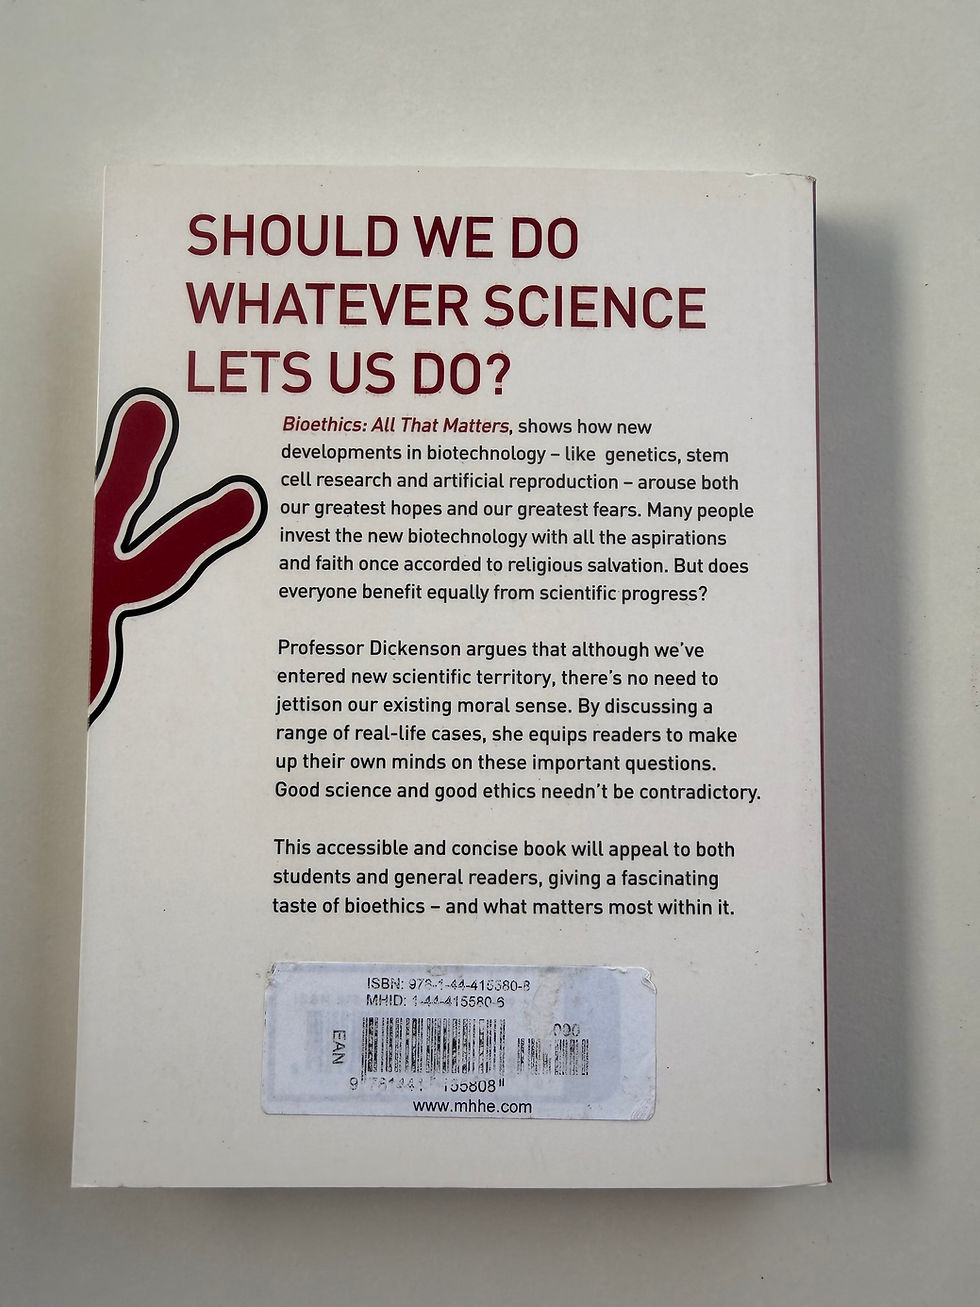 SHOULD WE DO
WHATEVER SCIENCE
LETS US DO?
Bioethics: All That Matters, shows how new
developments in biotechnology – like genetics, stem
cell research and artificial reproduction – arouse both
our greatest hopes and our greatest fears. Many people
invest the new biotechnology with all the aspirations
and faith once accorded to religious salvation. But does
everyone benefit equally from scientific progress?
Professor Dickenson argues that although we've
entered new scientific territory, there's no need to
jettison our existing moral sense. By discussing a
range of real-life cases, she equips readers to make
up their own minds on these important questions.
Good science and good ethics needn't be contradictory.
This accessible and concise book will appeal to both
students and general readers, giving a fascinating
taste of bioethics – and what matters most within it.
ISBN: 978-1-44-415580-8
MHID: 1-44-415580-6
EAN
www.mhhe.com